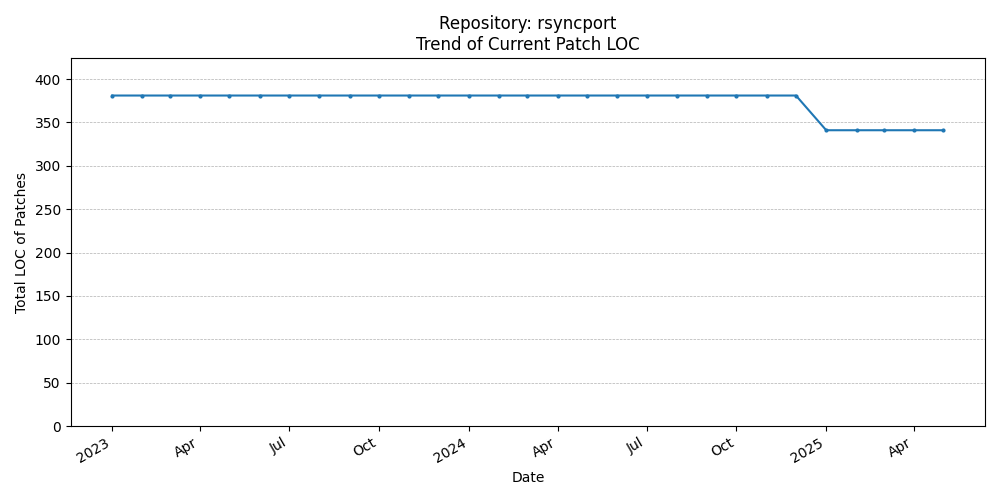 Repository: rsyncport
Trend of Current Patch LOC
Total LOC of Patches
400
350
300
250
200
150
100
50
0
2023
Apr
Jul
Oct
2024
Apr
Jul
Oct
2025
Apr
Date